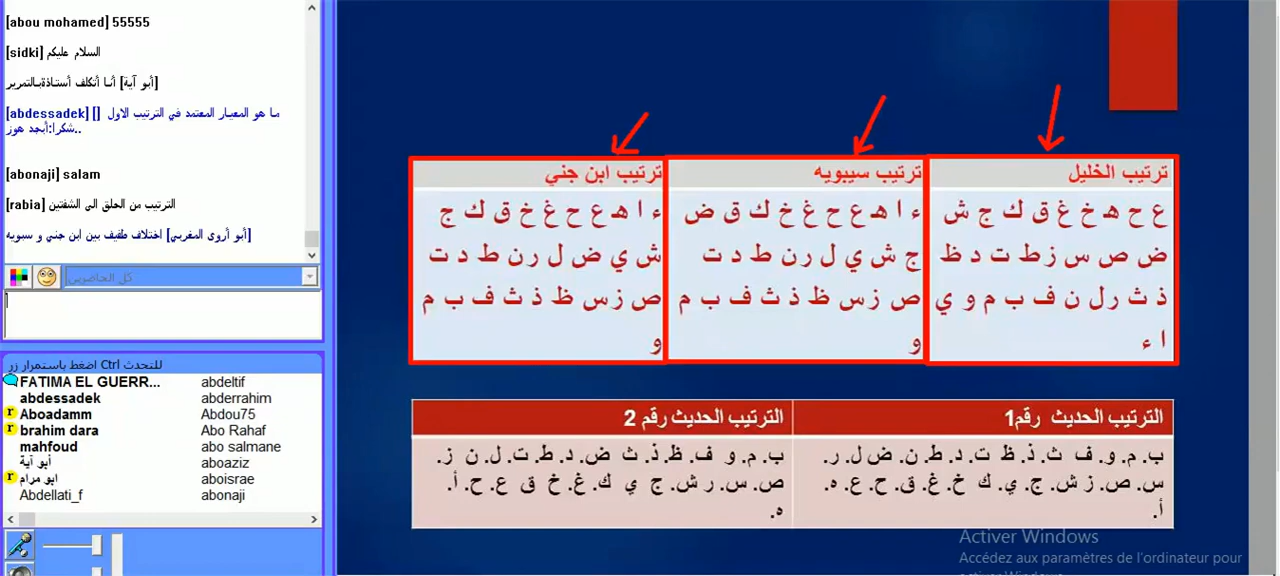 [abou mohamed] 55555
[sidki] السلام عليكم
[أبو آية] أنا أتكلف أستاذةبالتمرير
[abdessadek] [] ما هو المعيار المعتمد في الترتيب الاول
شكرا:أبجد هوز..
[abonaji] salam
[rabia] الترتيب من الحلق الى الشفتين
[أبو أروى المغربي] اختلاف طفيف بين ابن جني و سبويه
كل الحاضرين
للتحدث Ctrl اضغط باستمرار زر
FATIMA EL GUERR... abdeltif
abdessadek abderrahim
Aboadamm Abdou75
brahim dara Abo Rahaf
mahfoud abo salmane
أبو آية aboaziz
ابو مرام aboisrae
Abdellati_f abonaji
ترتيب الخليل
ع ح ه خ غ ق ك ج ش
ض ص س ز ط ت د ظ
ذ ث ر ل ن ف ب م و ي
ا ء
ترتيب سيبويه
ء ا ه ع ح غ خ ك ق ض
ج ش ي ل ر ن ط د ت
ص ز س ظ ذ ث ف ب م
و
ترتيب ابن جني
ء ا ه ع ح غ خ ق ك ج
ش ي ض ل ر ن ط د ت
ص ز س ظ ذ ث ف ب م
و
الترتيب الحديث رقم1
ب. م. و. ف ث. ذ. ظ ت. د. ط. ن. ض ل. ر.
س. ص. ز ش. ج. ي. ك خ. غ. ق. ح. ع. ه.
أ.
الترتيب الحديث رقم 2
ب. م. و ف. ظ. ذ. ث ض. د. ط. ت. ل. ن ز.
ص. س. ر ش. ج ي ك. غ. خ ق ع. ح. أ.
ه.
Activer Windows
Accédez aux paramètres de l'ordinateur pour